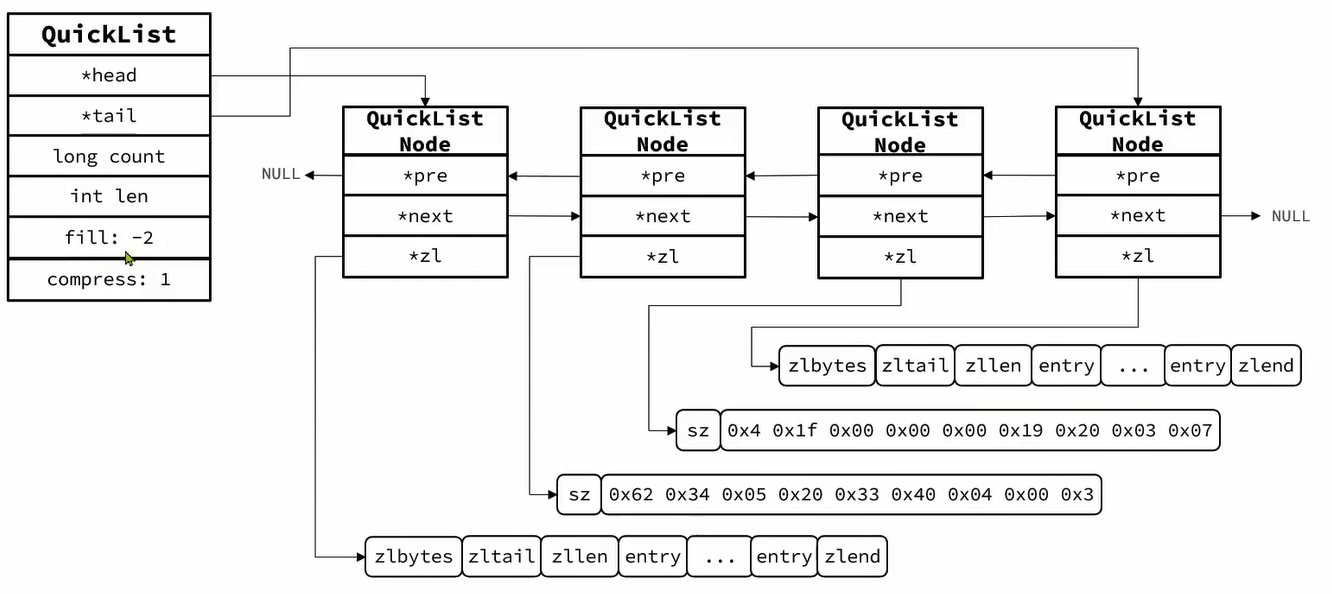 QuickList
*head
*tail
long count
int len
fill: -2
compress: 1
NULL
QuickList
Node
*pre
*next
*zl
QuickList
Node
*pre
*next
*zl
QuickList
Node
*pre
*next
*zl
QuickList
Node
*pre
*next
*zl
NULL
zlbytes zltail zllen entry ... entry zlend
sz 0x4 0x1f 0x00 0x00 0x00 0x19 0x20 0x03 0x07
sz 0x62 0x34 0x05 0x20 0x33 0x40 0x04 0x00 0x3
zlbytes zltail zllen entry ... entry zlend